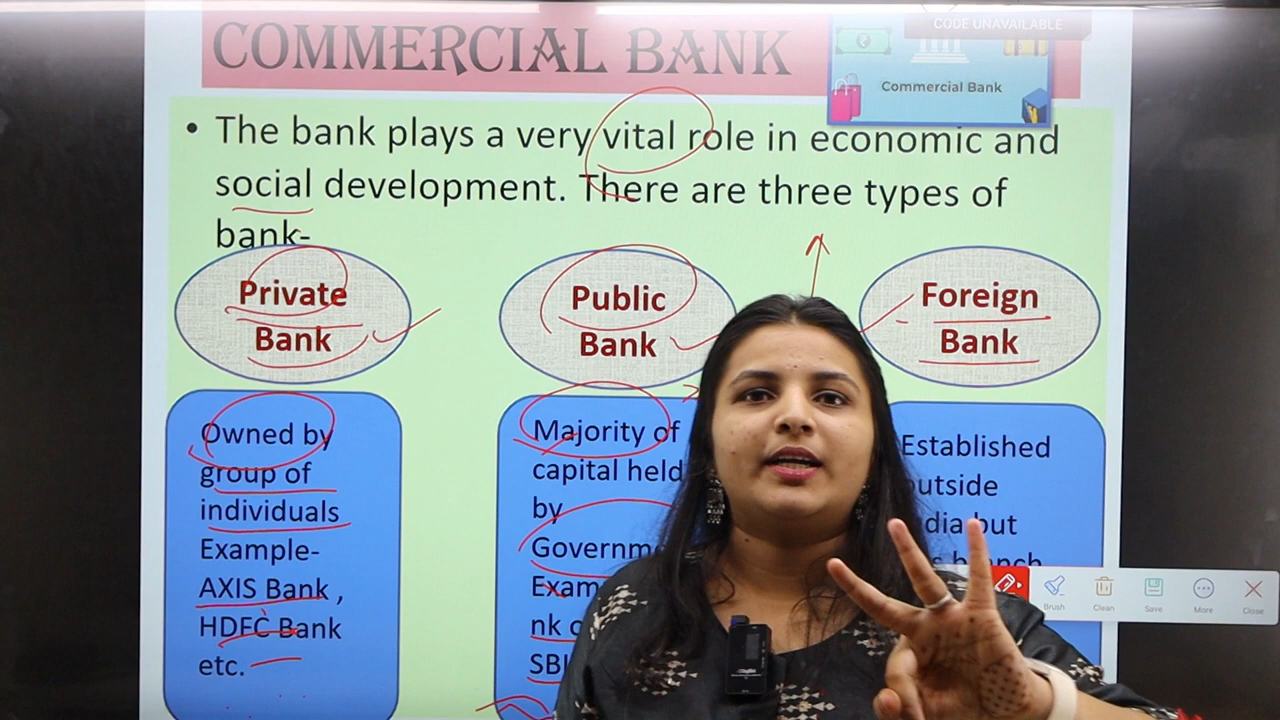 COMMERCIAL BANK
CODE UNAVAILABLE
Commercial Bank
• The bank plays a very vital role in economic and
social development. There are three types of
bank-
Private
Bank
Public
Bank
Foreign
Bank
Owned by
group of
individuals
Example-
AXIS Bank ,
HDFC Bank
etc.
Majority of
capital held
by
Established
but
Brush
Clean
Save
More
Close